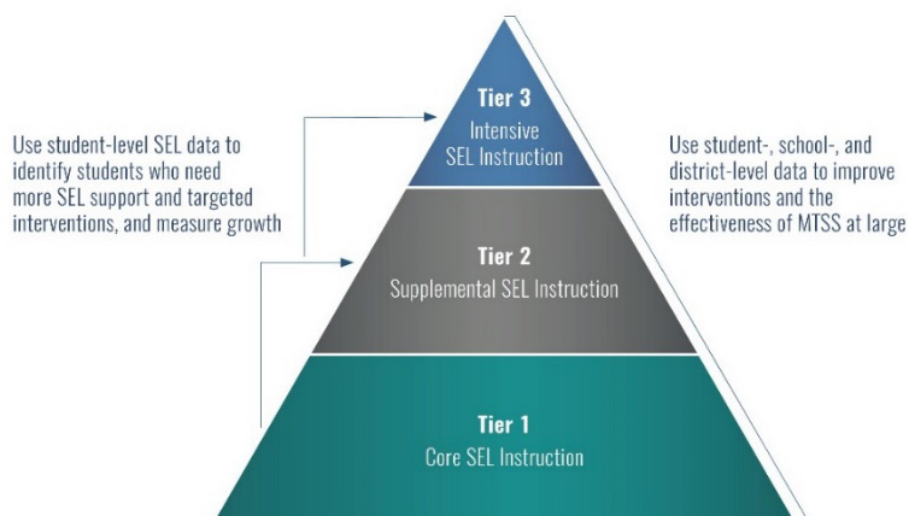 Tier 3
Intensive
SEL Instruction
Use student-level SEL data to
identify students who need
more SEL support and targeted
interventions, and measure growth
Use student-, school-, and
district-level data to improve
interventions and the
effectiveness of MTSS at large
Tier 2
Supplemental SEL Instruction
Tier 1
Core SEL Instruction